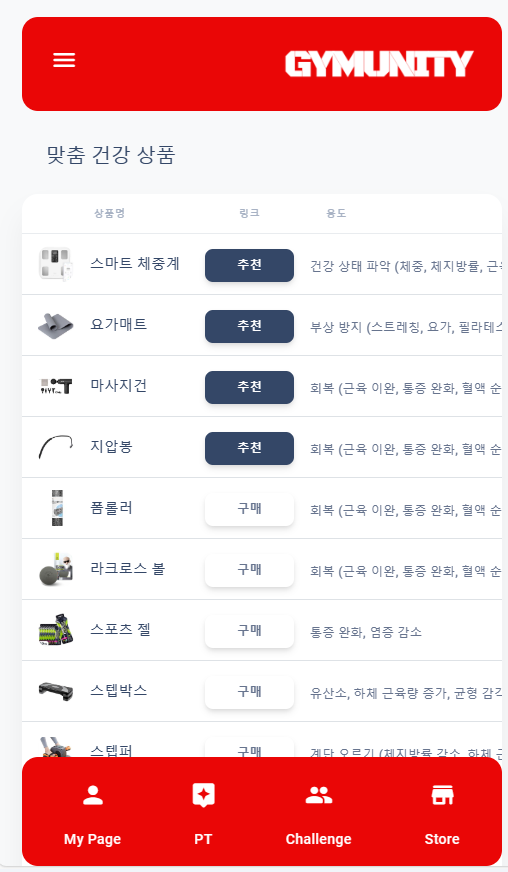 GYMUNITY
맞춤 건강 상품
상품명 링크 용도
스마트 체중계 추천 건강 상태 파악 (체중, 체지방률, 근
요가매트 추천 부상 방지 (스트레칭, 요가, 필라테스
마사지건 추천 회복 (근육 이완, 통증 완화, 혈액 순
지압봉 추천 회복 (근육 이완, 통증 완화, 혈액 순
폼롤러 구매 회복 (근육 이완, 통증 완화, 혈액 순
라크로스 볼 구매 회복 (근육 이완, 통증 완화, 혈액 순
스포츠 젤 구매 통증 완화, 염증 감소
스텝박스 구매 유산소, 하체 근육량 증가, 균형 감각
스텝퍼 구매 계단 오르기 (체지방률 감소, 하체 근
My Page PT Challenge Store